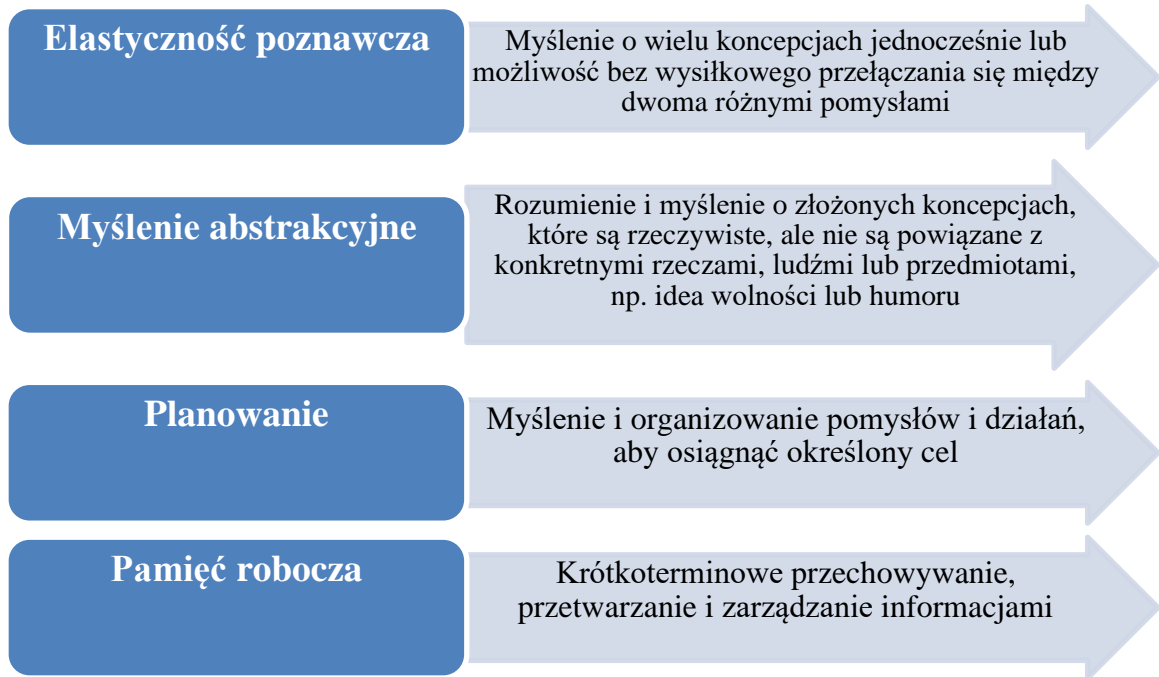 Elastyczność poznawcza
Myślenie o wielu koncepcjach jednocześnie lub
możliwość bez wysiłkowego przełączania się między
dwoma różnymi pomysłami
Myślenie abstrakcyjne
Rozumienie i myślenie o złożonych koncepcjach,
które są rzeczywiste, ale nie są powiązane z
konkretnymi rzeczami, ludźmi lub przedmiotami,
np. idea wolności lub humoru
Planowanie
Myślenie i organizowanie pomysłów i działań,
aby osiągnąć określony cel
Pamięć robocza
Krótkoterminowe przechowywanie,
przetwarzanie i zarządzanie informacjami